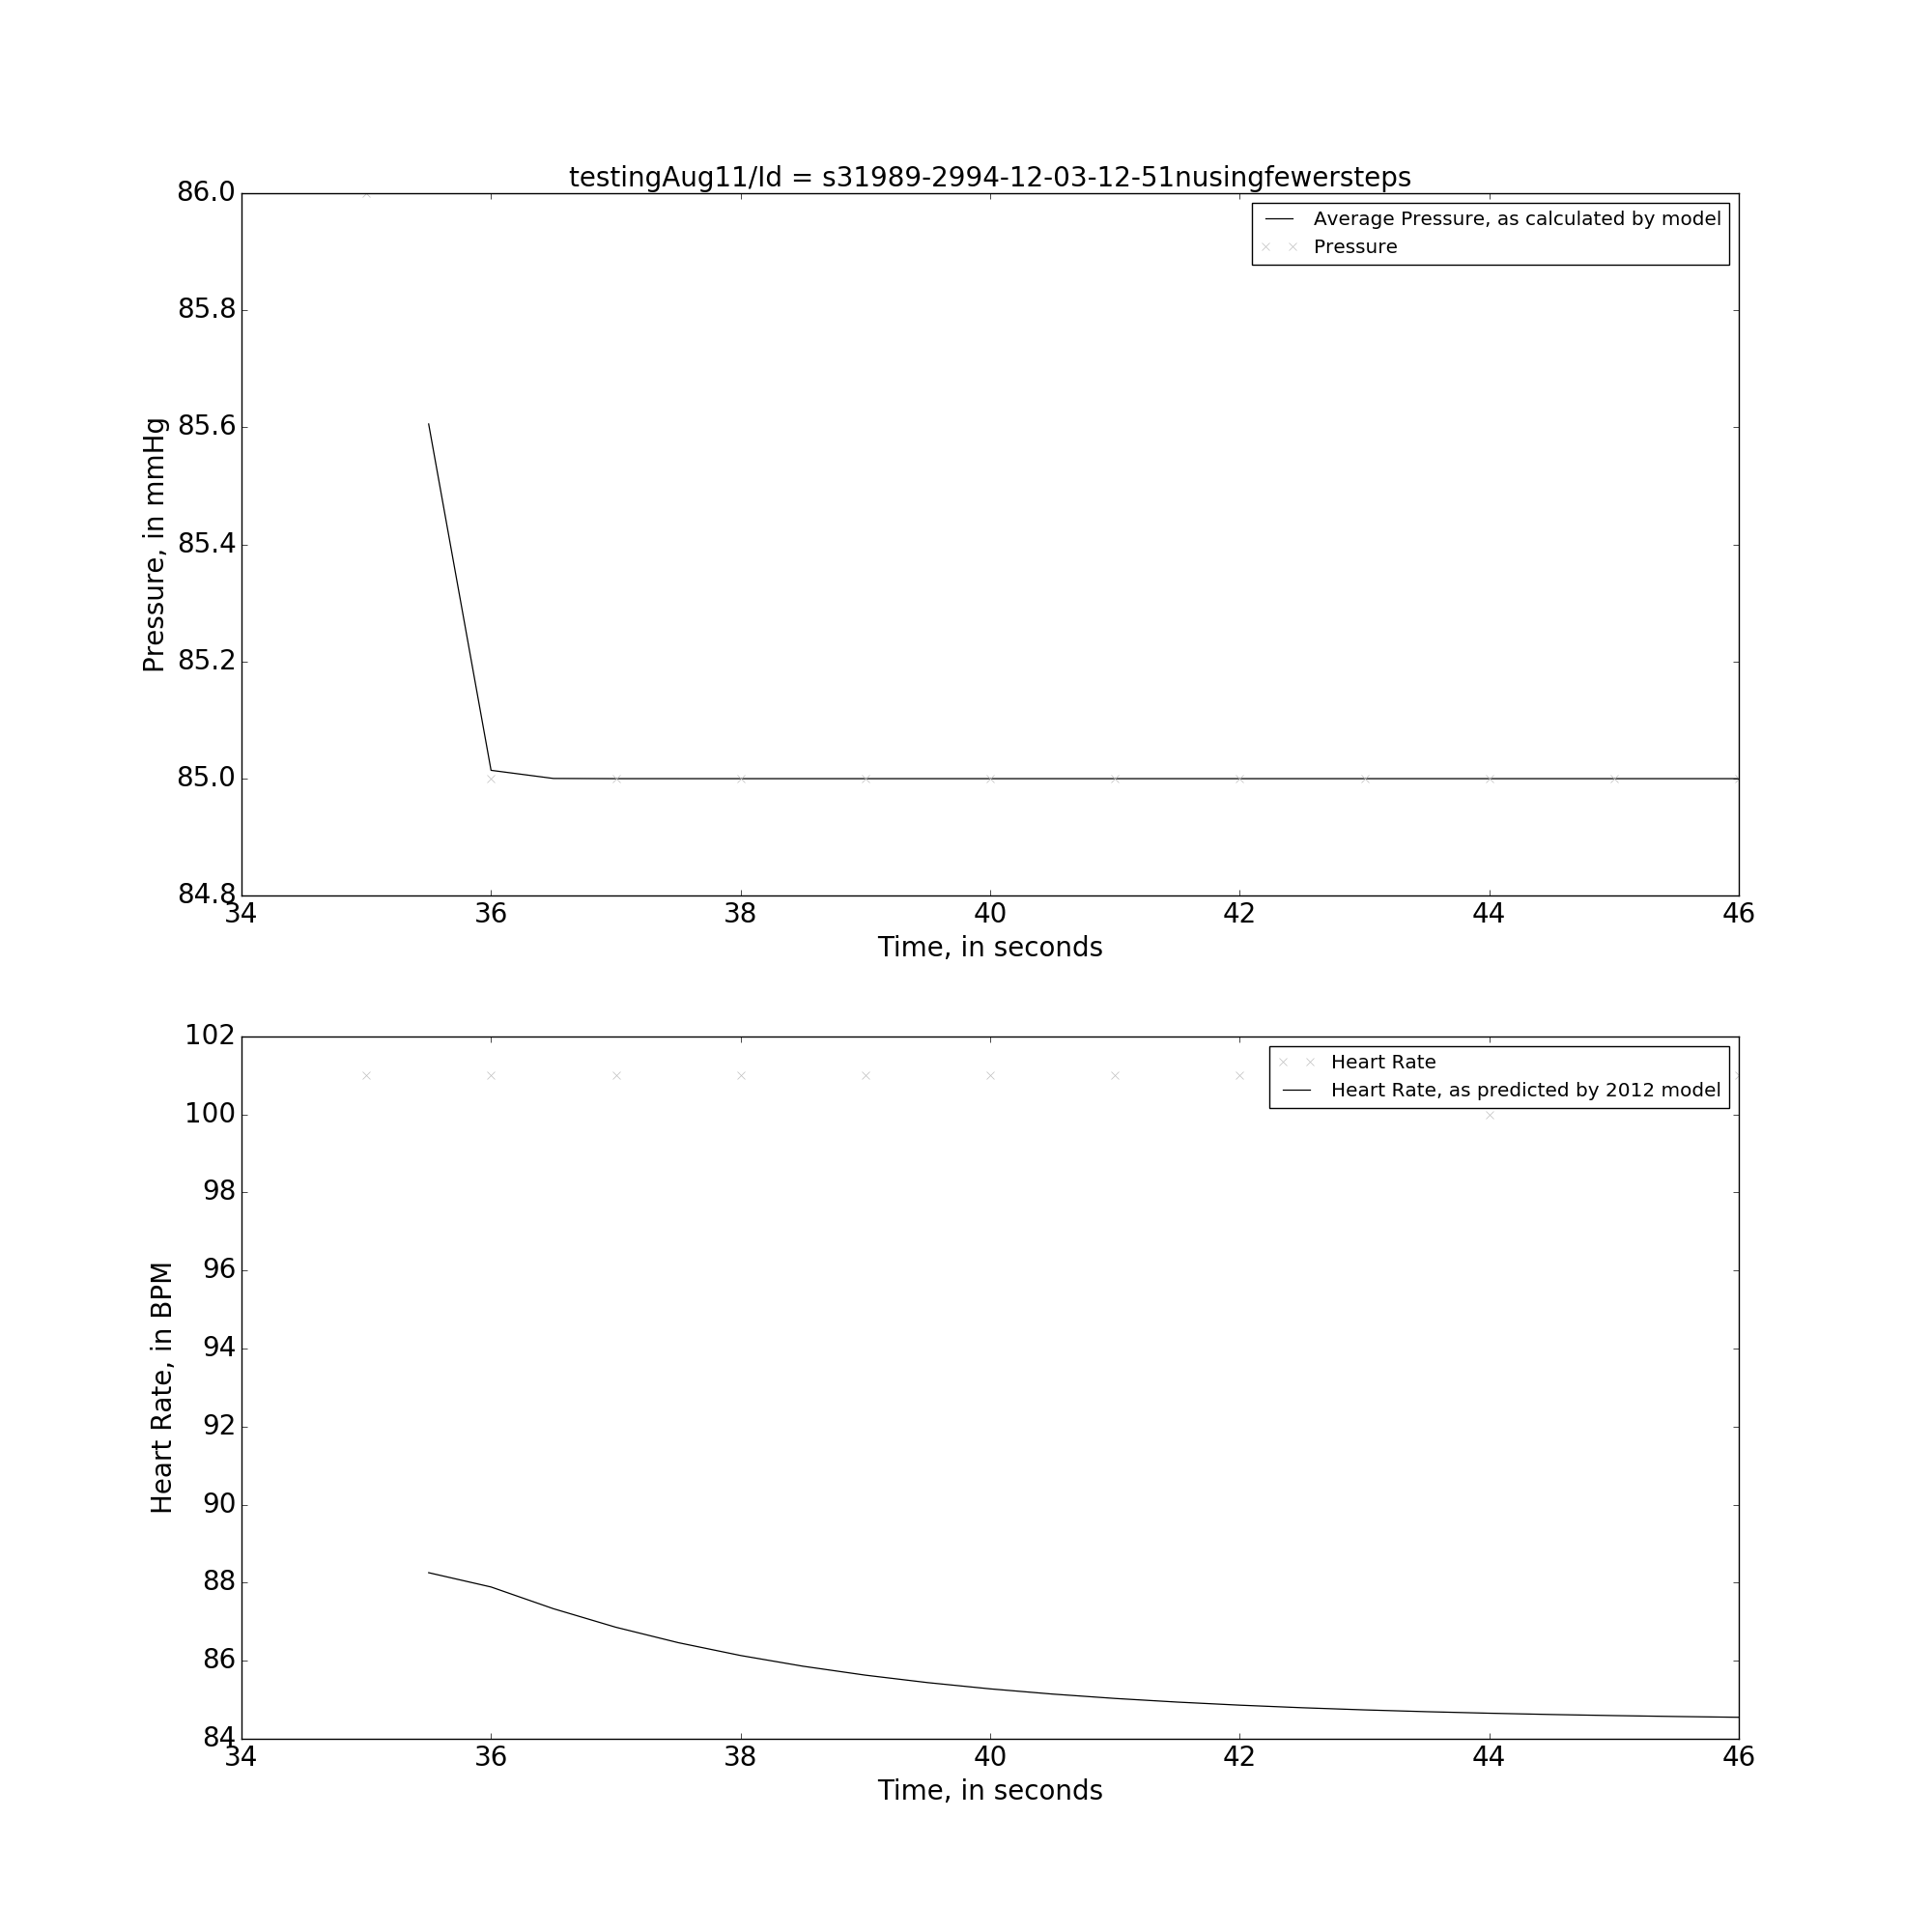 testingAug11/Id = s31989-2994-12-03-12-51nusingfewersteps
86.0
85.8
85.6
85.4
85.2
85.0
84.8
Pressure, in mmHg
Average Pressure, as calculated by model
Pressure
34 36 38 40 42 44 46
Time, in seconds
102
100
98
96
94
92
90
88
86
84
Heart Rate, in BPM
Heart Rate
Heart Rate, as predicted by 2012 model
34 36 38 40 42 44 46
Time, in seconds